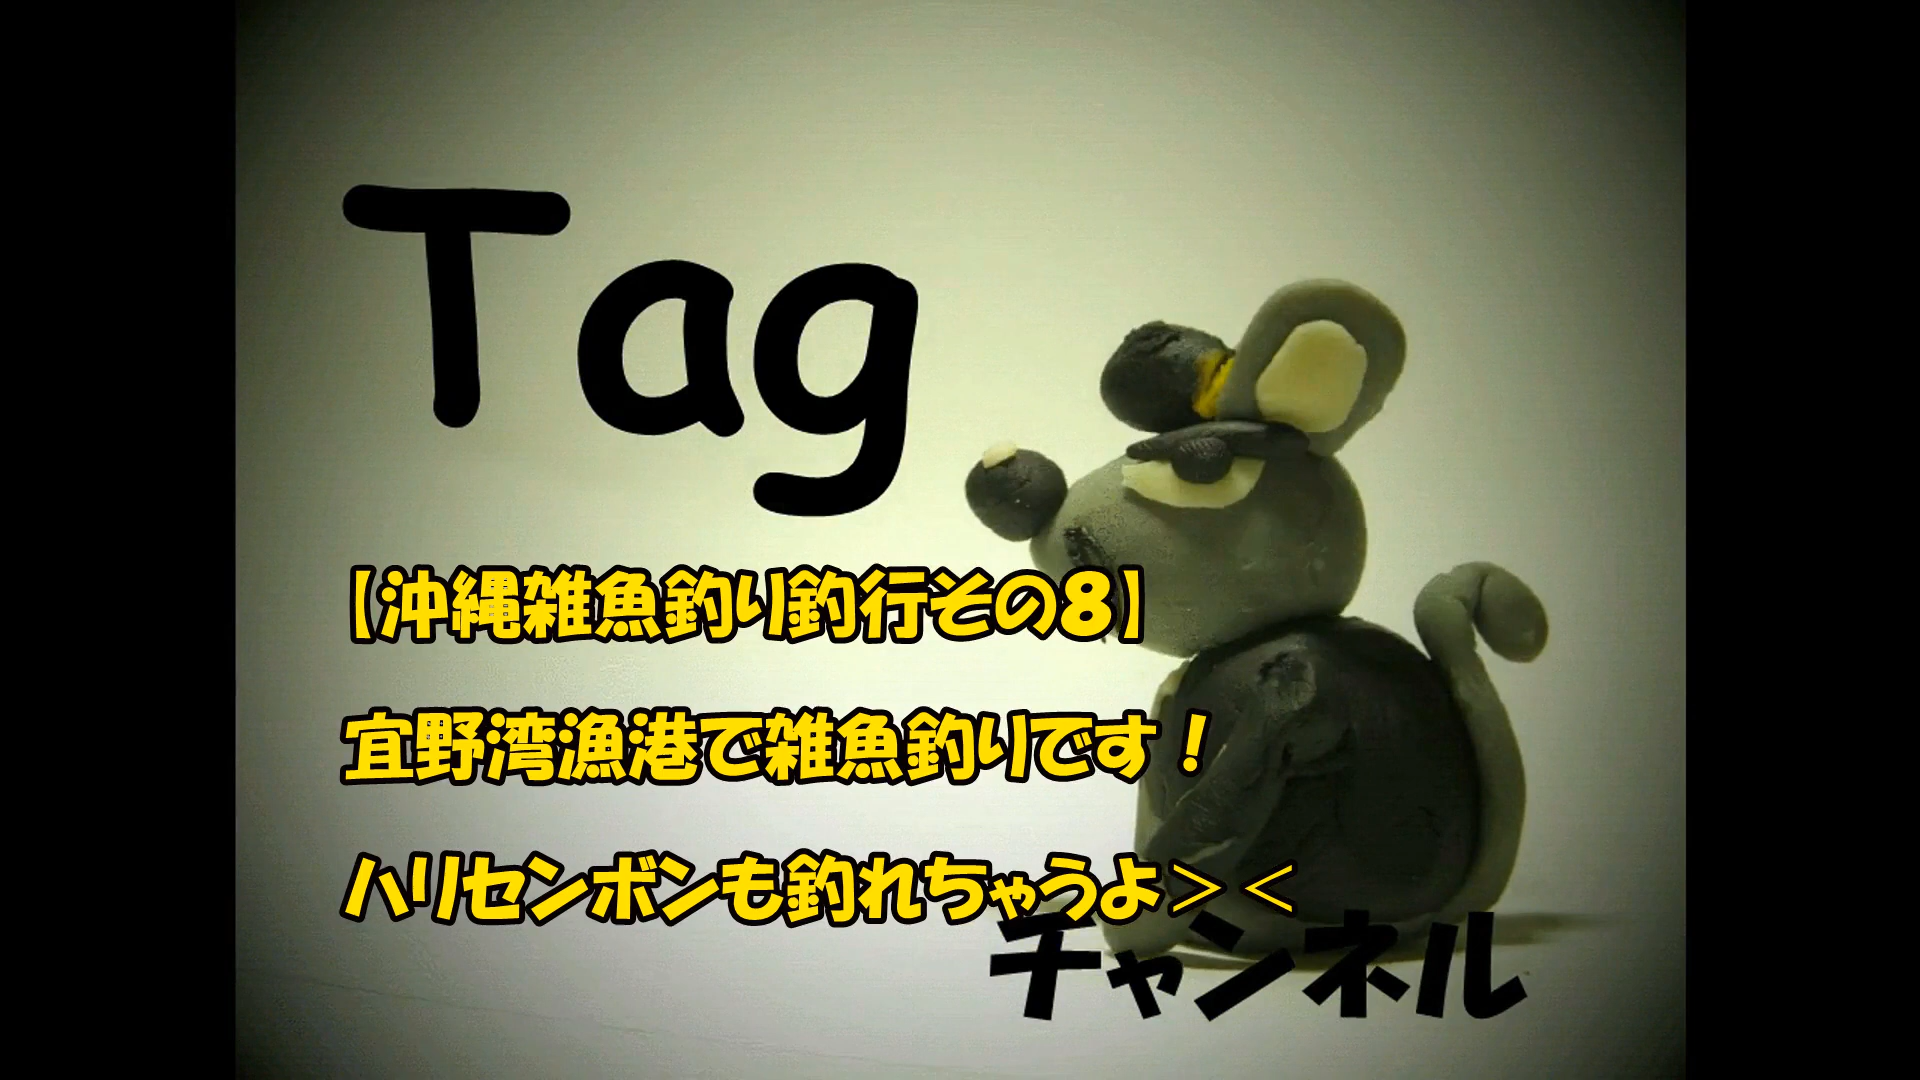 Tag
【沖縄雑魚釣り釣行その8】
宜野湾漁港で雑魚釣りです！
ハリセンボンも釣れちゃうよ＞＜
チャンネル